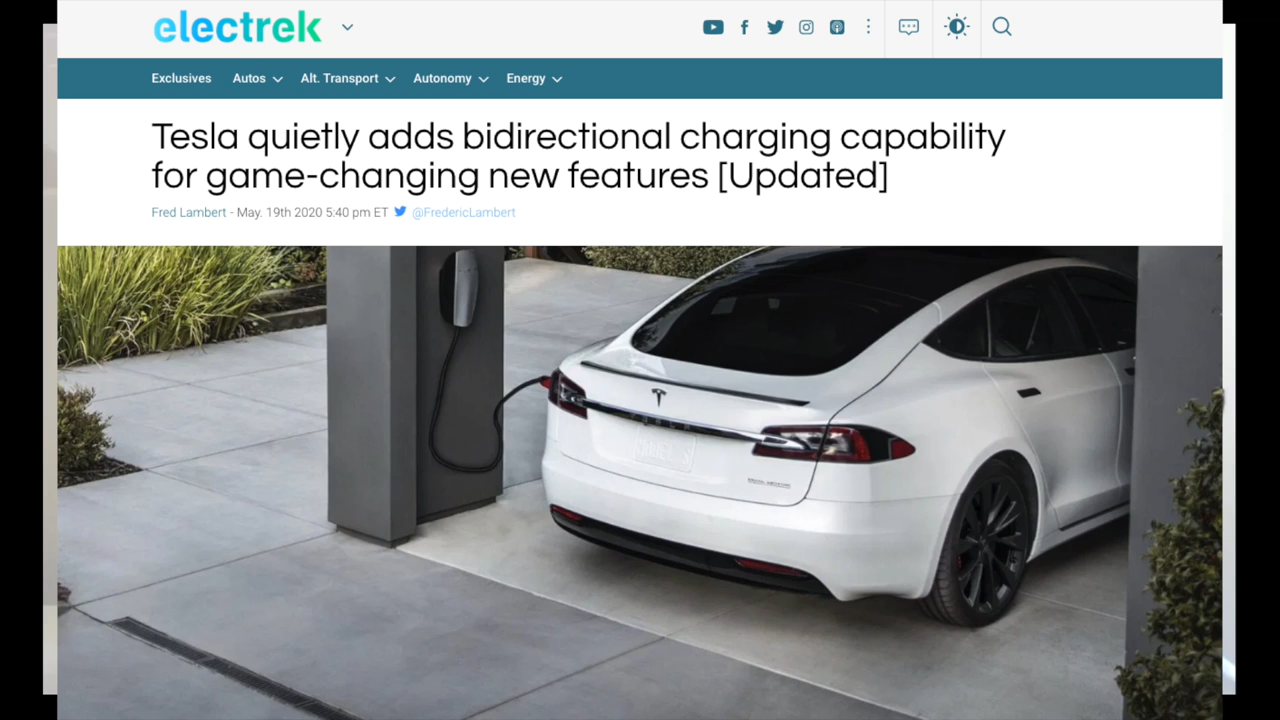 electrek
Exclusives Autos Alt. Transport Autonomy Energy
Tesla quietly adds bidirectional charging capability
for game-changing new features [Updated]
Fred Lambert - May. 19th 2020 5:40 pm ET @FredericLambert